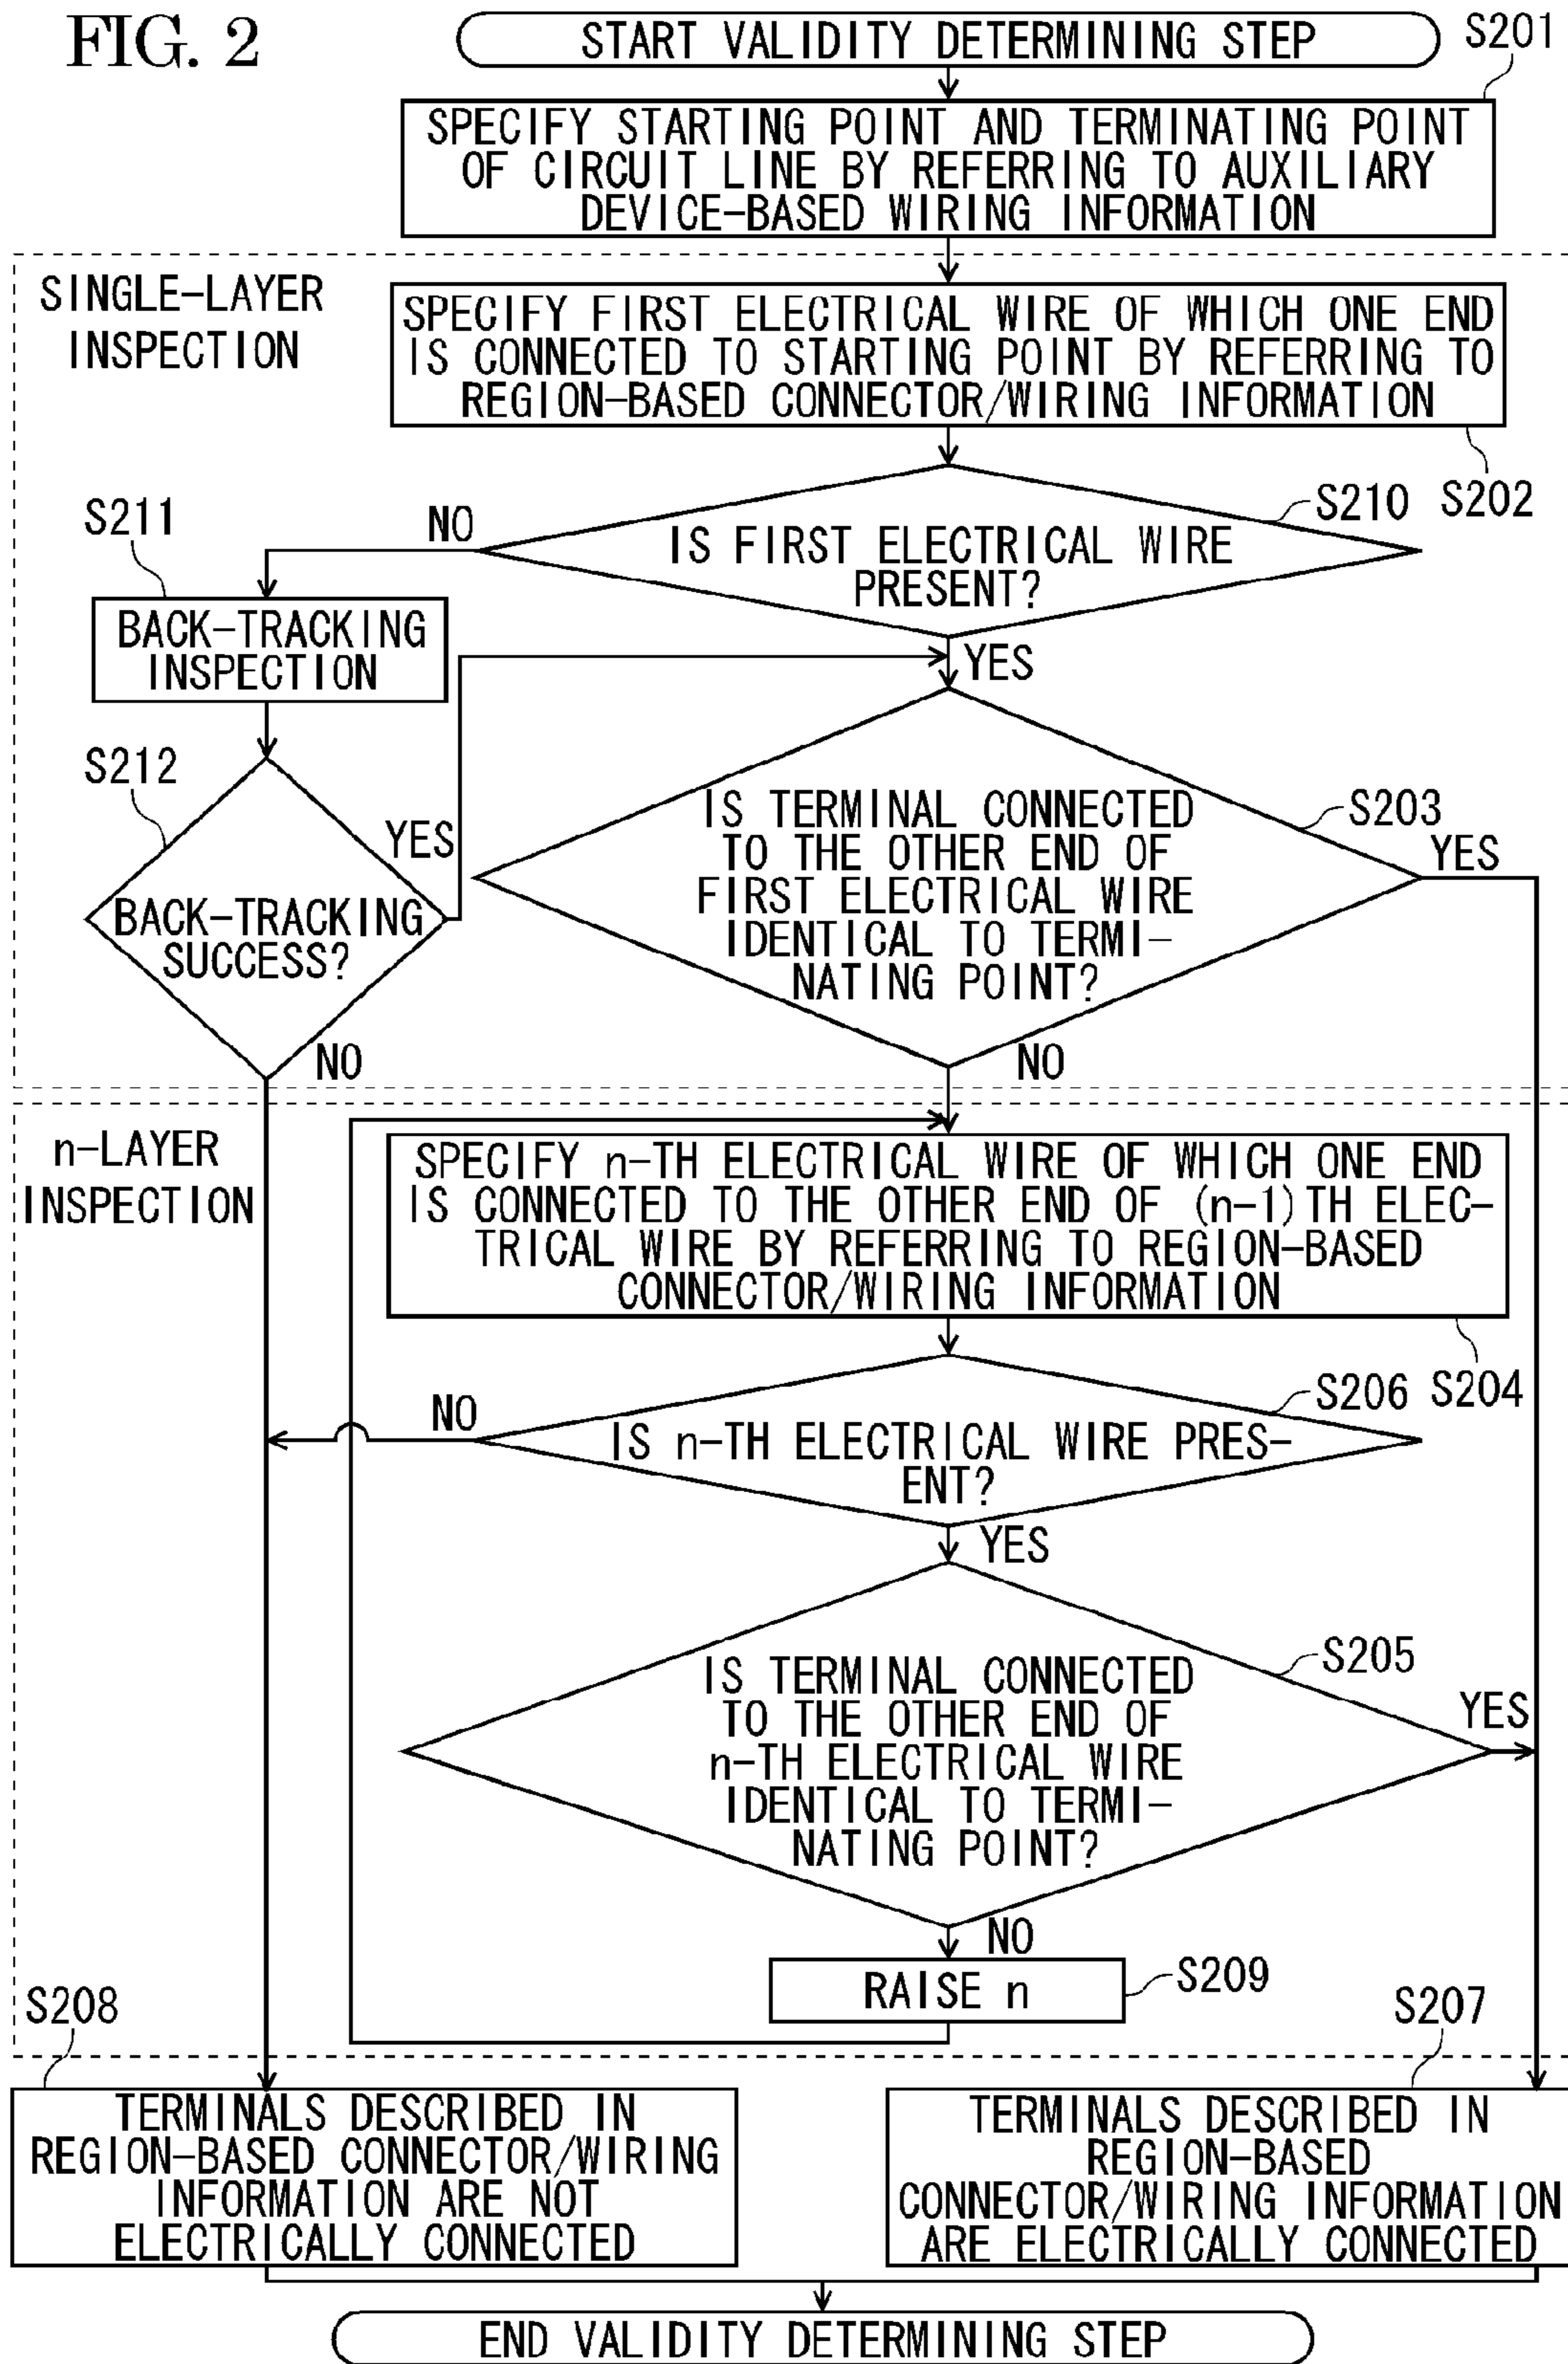 FIG. 2
START VALIDITY DETERMINING STEP
S201
SPECIFY STARTING POINT AND TERMINATING POINT
OF CIRCUIT LINE BY REFERRING TO AUXILIARY
DEVICE-BASED WIRING INFORMATION
SINGLE-LAYER
INSPECTION
SPECIFY FIRST ELECTRICAL WIRE OF WHICH ONE END
IS CONNECTED TO STARTING POINT BY REFERRING TO
REGION-BASED CONNECTOR/WIRING INFORMATION
S202
S210
IS FIRST ELECTRICAL WIRE
PRESENT?
NO
S211
BACK-TRACKING
INSPECTION
YES
S212
BACK-TRACKING
SUCCESS?
YES
NO
S203
IS TERMINAL CONNECTED
TO THE OTHER END OF
FIRST ELECTRICAL WIRE
IDENTICAL TO TERMI-
NATING POINT?
YES
NO
n-LAYER
INSPECTION
SPECIFY n-TH ELECTRICAL WIRE OF WHICH ONE END
IS CONNECTED TO THE OTHER END OF (n-1)TH ELEC-
TRICAL WIRE BY REFERRING TO REGION-BASED
CONNECTOR/WIRING INFORMATION
S204
S206
NO
IS n-TH ELECTRICAL WIRE PRES-
ENT?
YES
S205
IS TERMINAL CONNECTED
TO THE OTHER END OF
n-TH ELECTRICAL WIRE
IDENTICAL TO TERMI-
NATING POINT?
YES
NO
RAISE n
S209
S208
TERMINALS DESCRIBED IN
REGION-BASED CONNECTOR/WIRING
INFORMATION ARE NOT
ELECTRICALLY CONNECTED
S207
TERMINALS DESCRIBED IN
REGION-BASED
CONNECTOR/WIRING INFORMATION
ARE ELECTRICALLY CONNECTED
END VALIDITY DETERMINING STEP